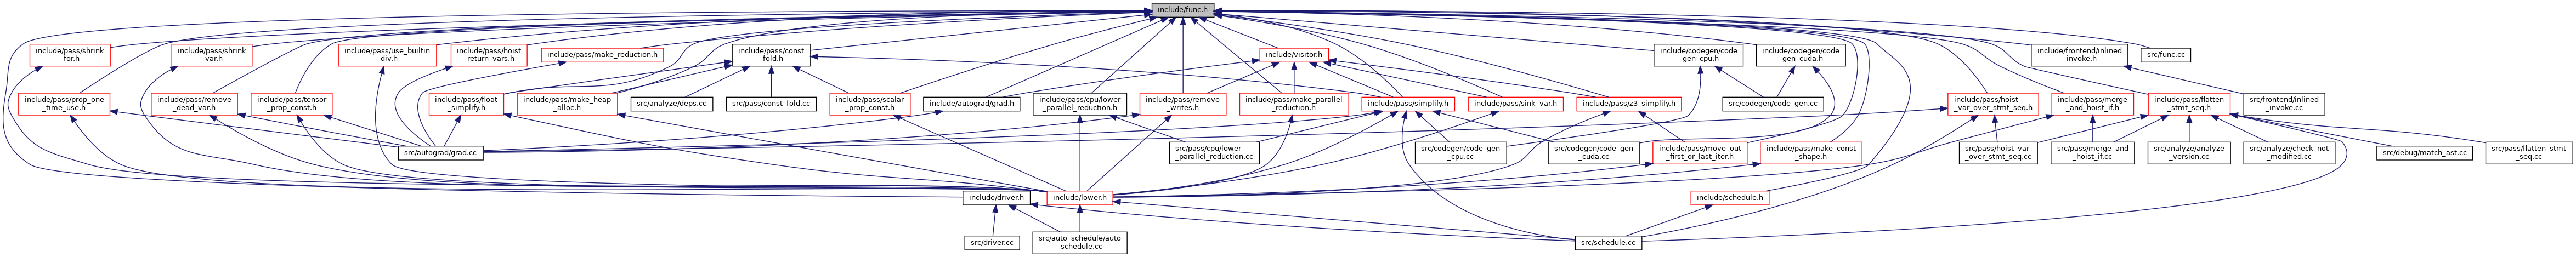 include/func.h
include/pass/shrink
_for.h
include/pass/shrink
_var.h
include/pass/use_builtin
_div.h
include/pass/hoist
_return_vars.h
include/pass/make_reduction.h
include/pass/const
_fold.h
include/visitor.h
include/codegen/code
_gen_cpu.h
include/codegen/code
_gen_cuda.h
include/frontend/inlined
_invoke.h
src/func.cc
include/pass/prop_one
_time_use.h
include/pass/remove
_dead_var.h
include/pass/tensor
_prop_const.h
include/pass/float
_simplify.h
include/pass/make_heap
_alloc.h
src/analyze/deps.cc
src/pass/const_fold.cc
include/pass/scalar
_prop_const.h
include/autograd/grad.h
include/pass/cpu/lower
_parallel_reduction.h
include/pass/remove
_writes.h
include/pass/make_parallel
_reduction.h
include/pass/simplify.h
include/pass/sink_var.h
include/pass/z3_simplify.h
src/codegen/code_gen.cc
include/pass/hoist
_var_over_stmt_seq.h
include/pass/merge
_and_hoist_if.h
include/pass/flatten
_stmt_seq.h
src/frontend/inlined
_invoke.cc
src/autograd/grad.cc
src/pass/cpu/lower
_parallel_reduction.cc
src/codegen/code_gen
_cpu.cc
src/codegen/code_gen
_cuda.cc
include/pass/move_out
_first_or_last_iter.h
include/pass/make_const
_shape.h
src/pass/hoist_var
_over_stmt_seq.cc
src/pass/merge_and
_hoist_if.cc
src/analyze/analyze
_version.cc
src/analyze/check_not
_modified.cc
src/debug/match_ast.cc
src/pass/flatten_stmt
_seq.cc
include/driver.h
include/lower.h
include/schedule.h
src/driver.cc
src/auto_schedule/auto
_schedule.cc
src/schedule.cc